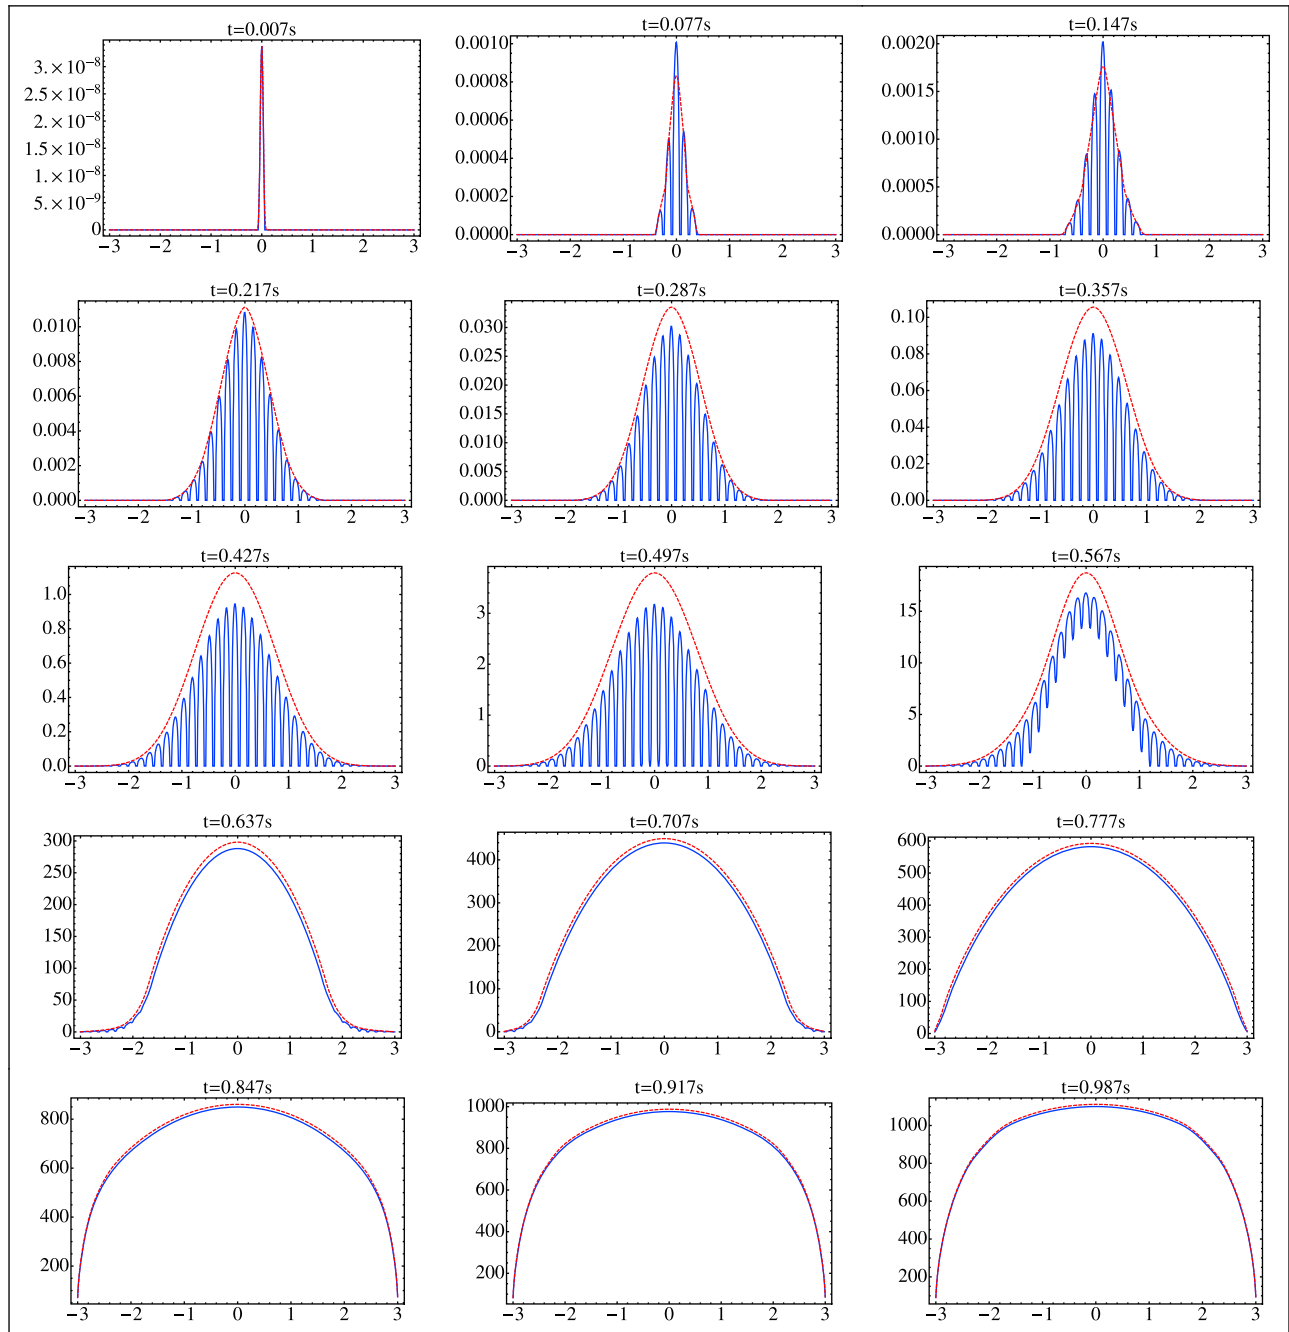 t=0.007s
3.×10⁻⁸
2.5×10⁻⁸
2.×10⁻⁸
1.5×10⁻⁸
1.×10⁻⁸
5.×10⁻⁹
0
−3 −2 −1 0 1 2 3
t=0.077s
0.0010
0.0008
0.0006
0.0004
0.0002
0.0000
−3 −2 −1 0 1 2 3
t=0.147s
0.0020
0.0015
0.0010
0.0005
0.0000
−3 −2 −1 0 1 2 3
t=0.217s
0.010
0.008
0.006
0.004
0.002
0.000
−3 −2 −1 0 1 2 3
t=0.287s
0.030
0.025
0.020
0.015
0.010
0.005
0.000
−3 −2 −1 0 1 2 3
t=0.357s
0.10
0.08
0.06
0.04
0.02
0.00
−3 −2 −1 0 1 2 3
t=0.427s
1.0
0.8
0.6
0.4
0.2
0.0
−3 −2 −1 0 1 2 3
t=0.497s
3
2
1
0
−3 −2 −1 0 1 2 3
t=0.567s
15
10
5
0
−3 −2 −1 0 1 2 3
t=0.637s
300
250
200
150
100
50
0
−3 −2 −1 0 1 2 3
t=0.707s
400
300
200
100
0
−3 −2 −1 0 1 2 3
t=0.777s
600
500
400
300
200
100
0
−3 −2 −1 0 1 2 3
t=0.847s
800
600
400
200
−3 −2 −1 0 1 2 3
t=0.917s
1000
800
600
400
200
−3 −2 −1 0 1 2 3
t=0.987s
1000
800
600
400
200
−3 −2 −1 0 1 2 3